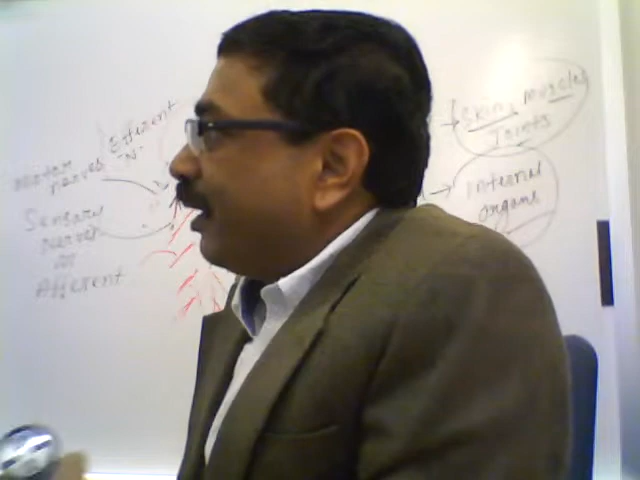 Motor
nerves
Efferent
"N"
Sensory
nerves
or
Afferent
Skin, Muscles
Joints
Internal
organs